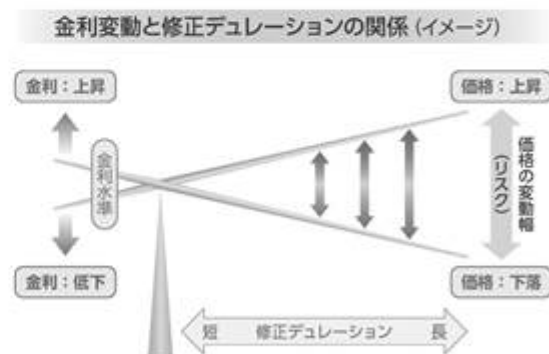 金利変動と修正デュレーションの関係(イメージ)
金利:上昇
価格:上昇
金利水準
価格の変動幅
(リスク)
金利:低下
価格:下落
短 修正デュレーション 長